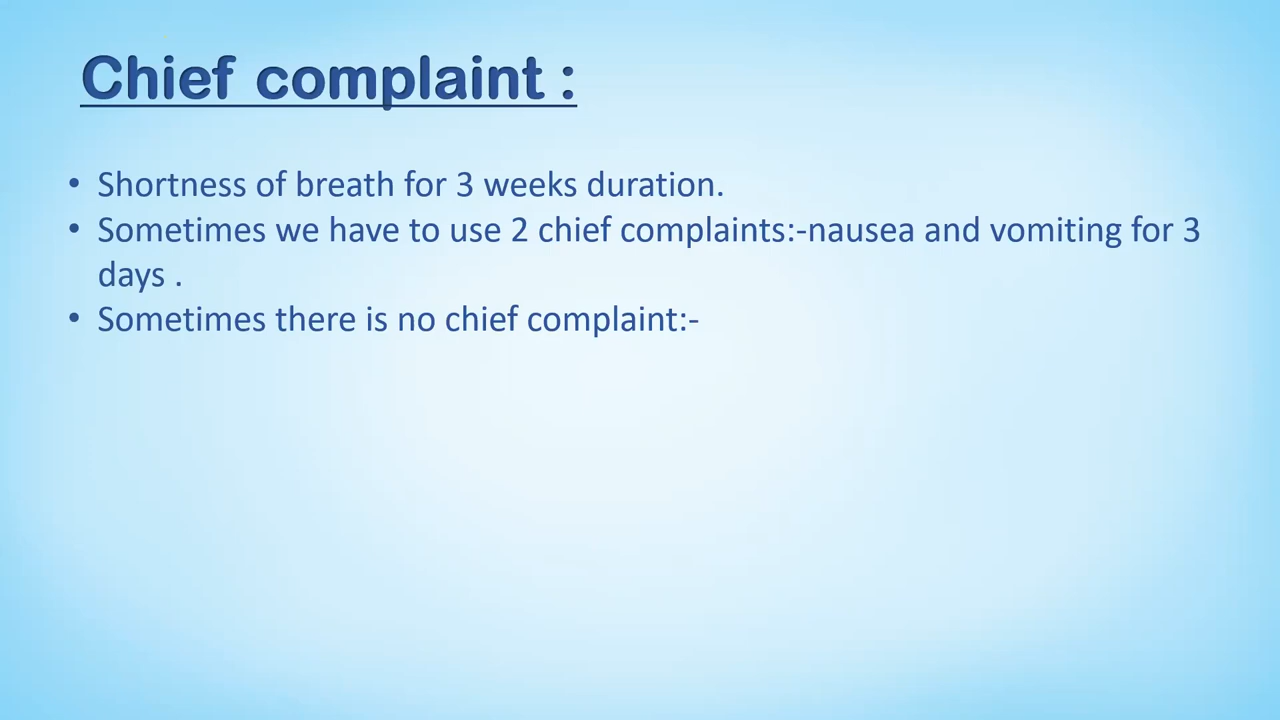 Chief complaint :
• Shortness of breath for 3 weeks duration.
• Sometimes we have to use 2 chief complaints:-nausea and vomiting for 3
days .
• Sometimes there is no chief complaint:-